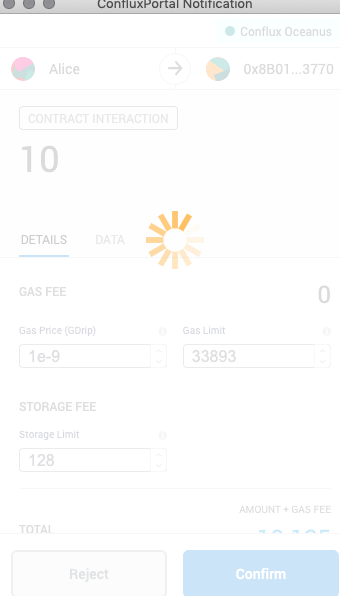 ConfluxPortal Notification
Conflux Oceanus
Alice
0x8B01...3770
CONTRACT INTERACTION
10
DETAILS DATA
GAS FEE 0
Gas Price (GDrip) Gas Limit
1e-9 33893
STORAGE FEE
Storage Limit
128
AMOUNT + GAS FEE
TOTAL
Reject Confirm